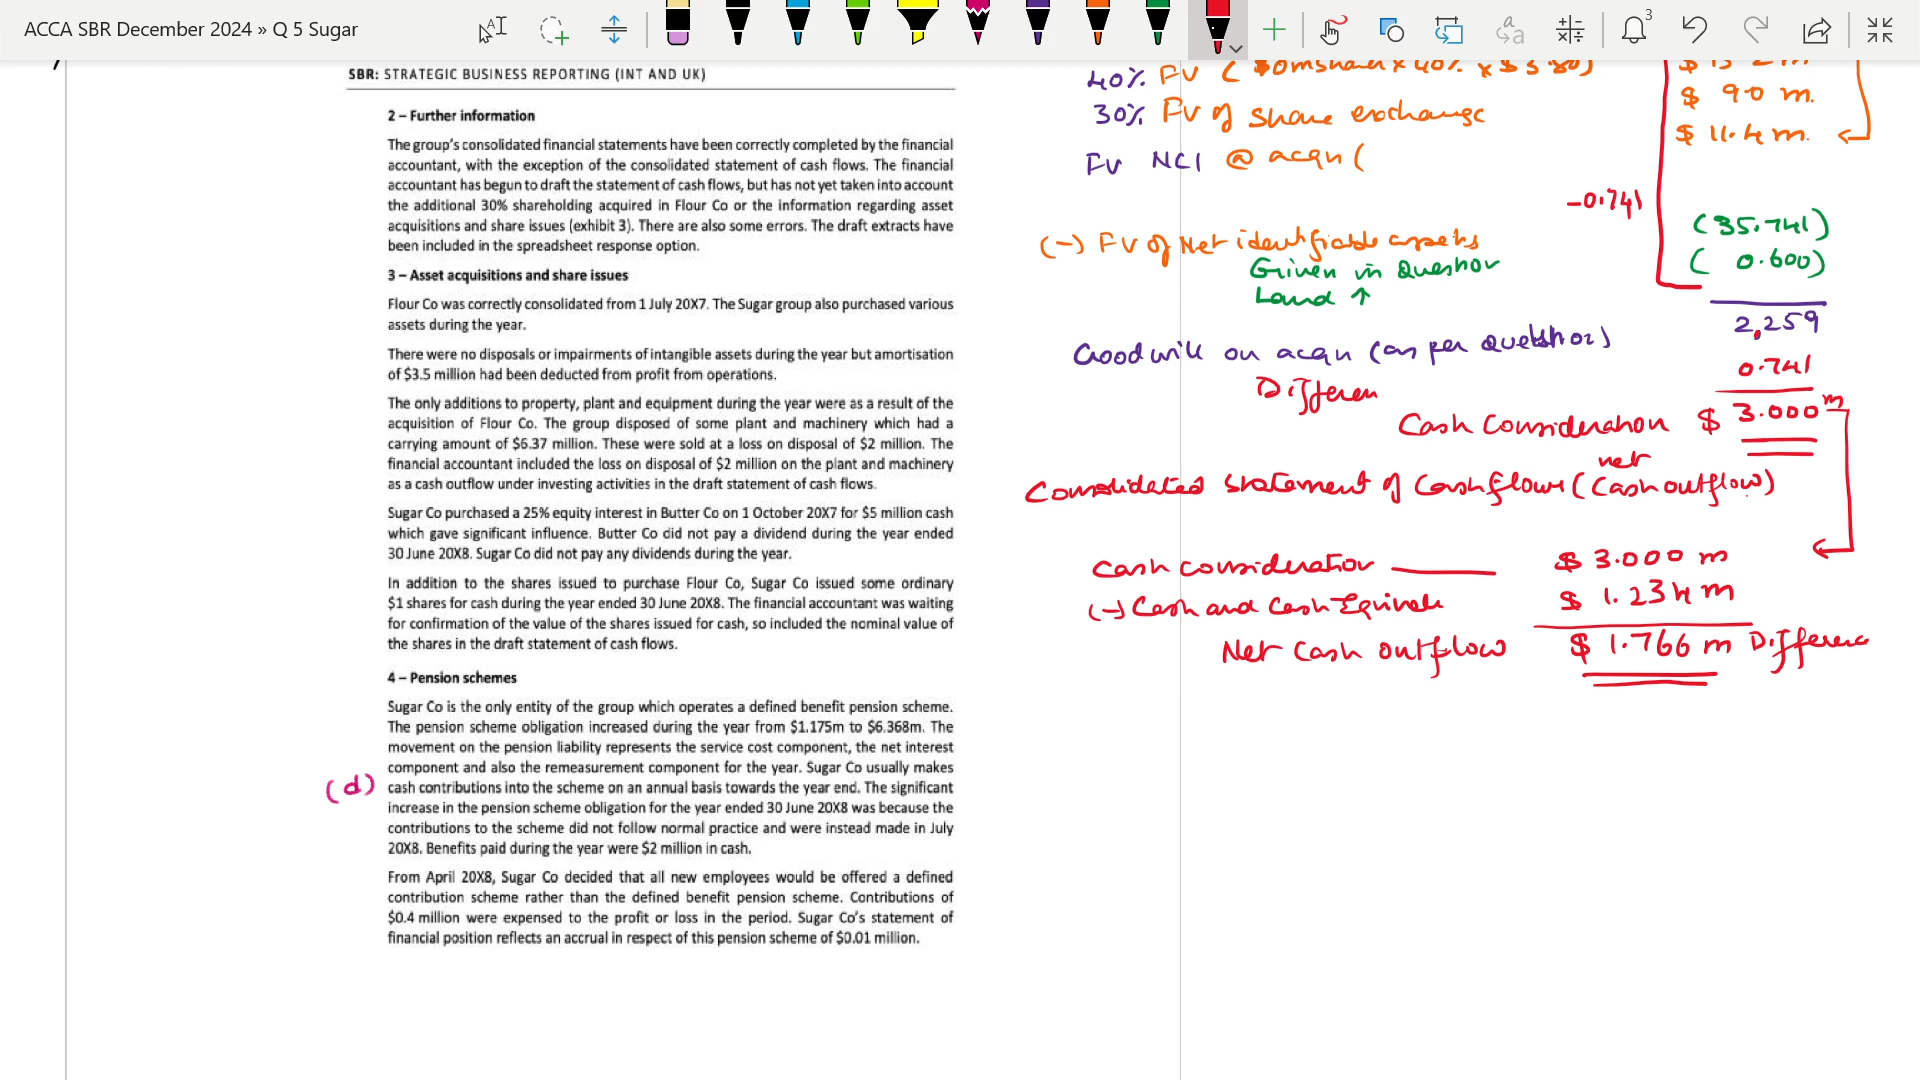 ACCA SBR December 2024 » Q 5 Sugar
3
SBR: STRATEGIC BUSINESS REPORTING (INT AND UK)
2 – Further information
The group's consolidated financial statements have been correctly completed by the financial
accountant, with the exception of the consolidated statement of cash flows. The financial
accountant has begun to draft the statement of cash flows, but has not yet taken into account
the additional 30% shareholding acquired in Flour Co or the information regarding asset
acquisitions and share issues (exhibit 3). There are also some errors. The draft extracts have
been included in the spreadsheet response option.
3 – Asset acquisitions and share issues
Flour Co was correctly consolidated from 1 July 20X7. The Sugar group also purchased various
assets during the year.
There were no disposals or impairments of intangible assets during the year but amortisation
of $3.5 million had been deducted from profit from operations.
The only additions to property, plant and equipment during the year were as a result of the
acquisition of Flour Co. The group disposed of some plant and machinery which had a
carrying amount of $6.37 million. These were sold at a loss on disposal of $2 million. The
financial accountant included the loss on disposal of $2 million on the plant and machinery
as a cash outflow under investing activities in the draft statement of cash flows.
Sugar Co purchased a 25% equity interest in Butter Co on 1 October 20X7 for $5 million cash
which gave significant influence. Butter Co did not pay a dividend during the year ended
30 June 20X8. Sugar Co did not pay any dividends during the year.
In addition to the shares issued to purchase Flour Co, Sugar Co issued some ordinary
$1 shares for cash during the year ended 30 June 20X8. The financial accountant was waiting
for confirmation of the value of the shares issued for cash, so included the nominal value of
the shares in the draft statement of cash flows.
4 – Pension schemes
Sugar Co is the only entity of the group which operates a defined benefit pension scheme.
The pension scheme obligation increased during the year from $1.175m to $6.368m. The
movement on the pension liability represents the service cost component, the net interest
component and also the remeasurement component for the year. Sugar Co usually makes
(d) cash contributions into the scheme on an annual basis towards the year end. The significant
increase in the pension scheme obligation for the year ended 30 June 20X8 was because the
contributions to the scheme did not follow normal practice and were instead made in July
20X8. Benefits paid during the year were $2 million in cash.
From April 20X8, Sugar Co decided that all new employees would be offered a defined
contribution scheme rather than the defined benefit pension scheme. Contributions of
$0.4 million were expensed to the profit or loss in the period. Sugar Co's statement of
financial position reflects an accrual in respect of this pension scheme of $0.01 million.
40% FV ( x 40% x $3.80)
30% FV of share exchange $ 9.0 m.
$ 11.4 m.
FV NCI @ acqn (
-0.741
(-) FV of Net identifiable assets (35.741)
Given in Question (0.600)
Land ↑
2,259
Goodwill on acqn (as per Question) 0.741
Differen
Cash Consideration $ 3.000 m
Consolidated Statement of Cashflows (net Cash outflow)
Cash consideration $ 3.000 m
(-) Cash and Cash Equivale $ 1.234 m
Net Cash outflow $ 1.766 m Differenc